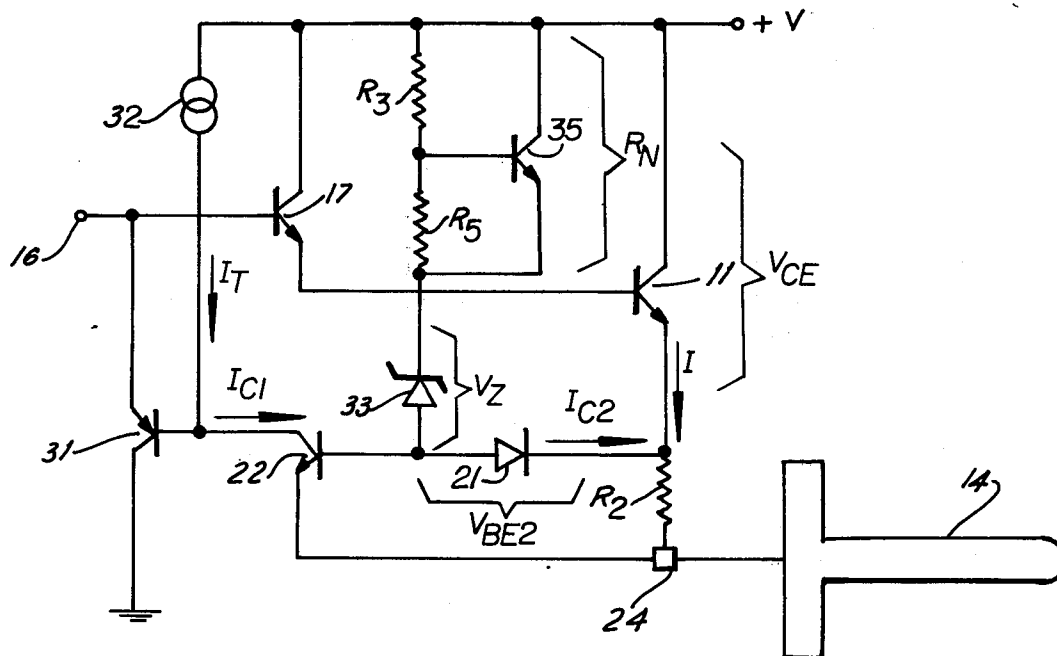 + V
32
R3
35
RN
17
R5
16
11
VCE
IT
I
IC1
VZ
33
IC2
31
22
21
R2
14
VBE2
24